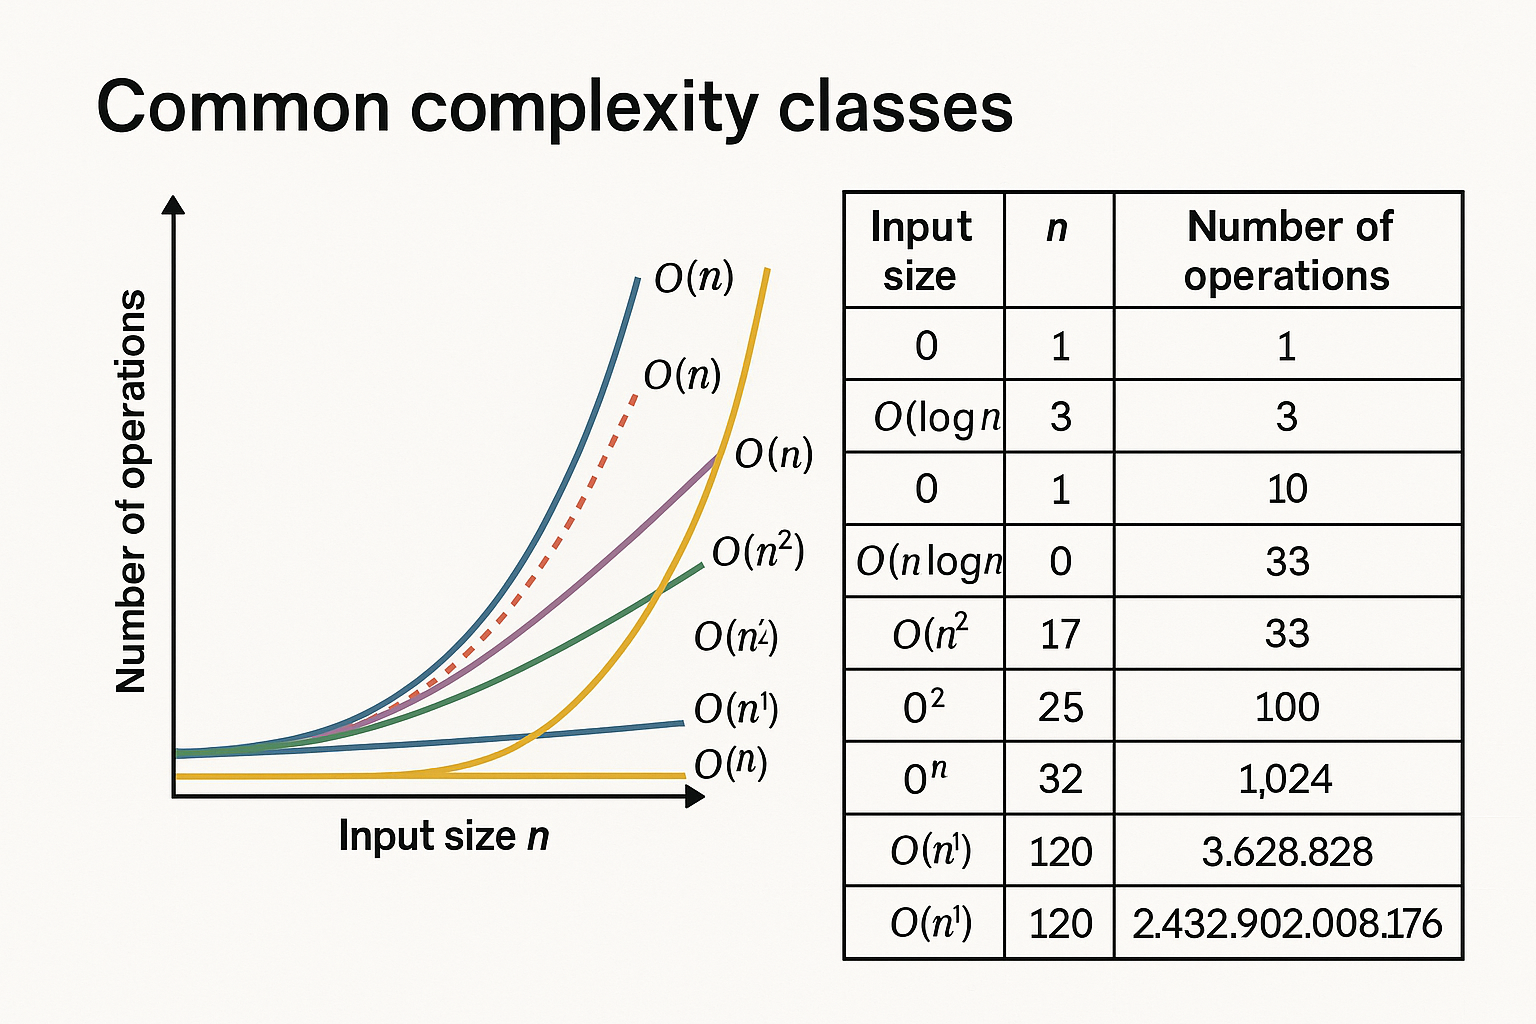 Common complexity classes
Number of operations
O(n)
O(n)
O(n)
O(n²)
O(n¹)
O(n)
Input size n
Input size n Number of operations
0 1 1
O(log n 3 3
0 1 10
O(n log n 0 33
O(n² 17 33
0² 25 100
0ⁿ 32 1,024
O(n¹) 120 3.628.828
O(n¹) 120 2.432.902.008.176